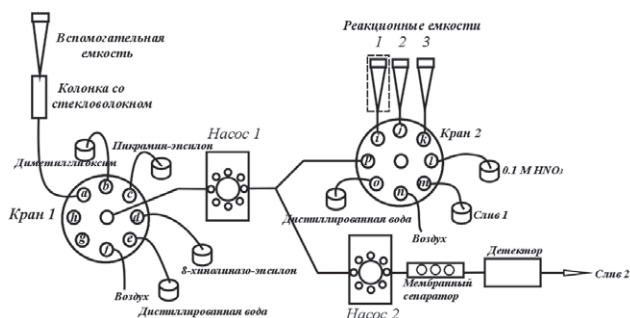 Реакционные емкости
1 2 3
Вспомогательная
емкость
Колонка со
стекловолокном
Пикрамин-эпсилон
Диметилглиоксим
Насос 1
Кран 1
a
b
c
d
e
f
g
h
8-хинолиназо-эпсилон
Воздух
Дистиллированная вода
Кран 2
i
j
k
l
m
n
o
p
0.1 М HNO₃
Слив 1
Дистиллированная вода
Воздух
Насос 2
Мембранный
сепаратор
Детектор
Слив 2